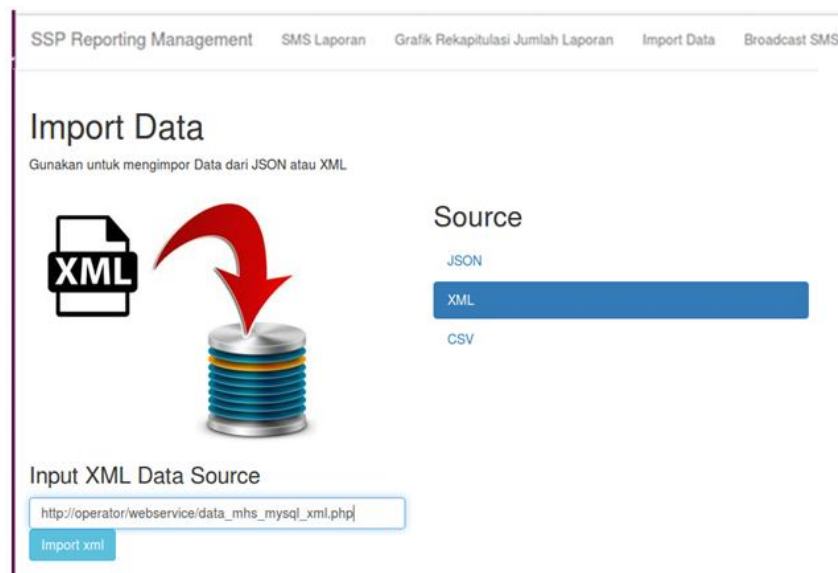 SSP Reporting Management SMS Laporan Grafik Rekapitulasi Jumlah Laporan Import Data Broadcast SMS
Import Data
Gunakan untuk mengimpor Data dari JSON atau XML
XML
Source
JSON
XML
CSV
Input XML Data Source
http://operator/webservice/data_mhs_mysql_xml.php
Import xml